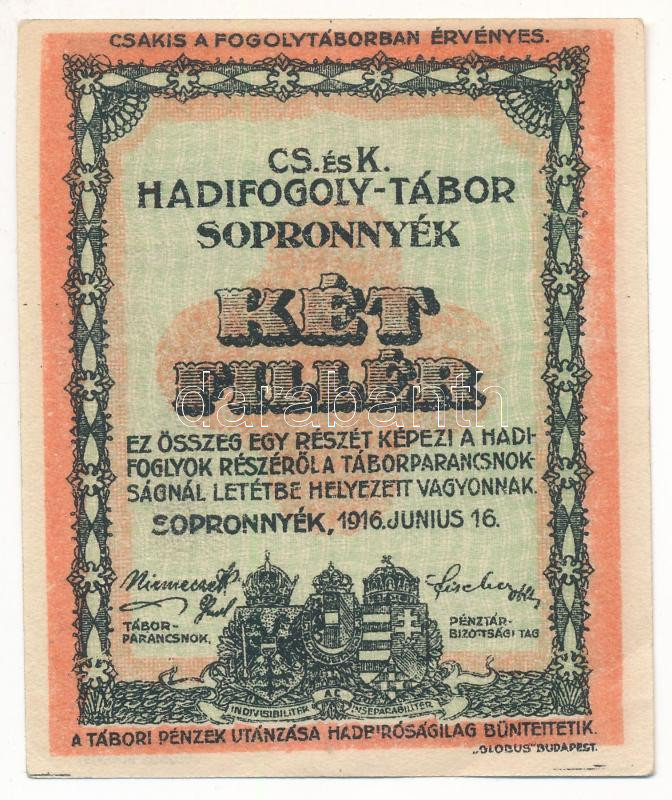 CSAKIS A FOGOLYTÁBORBAN ÉRVÉNYES.
CS. ÉS K.
HADIFOGOLY-TÁBOR
SOPRONNYÉK
KÉT
FILLÉR
darabanth
EZ ÖSSZEG EGY RÉSZÉT KÉPEZI A HADI-
FOGLYOK RÉSZÉRŐL A TÁBORPARANCSNOK-
SÁGNÁL LETÉTBE HELYEZETT VAGYONNAK.
SOPRONNYÉK, 1916. JUNIUS 16.
TÁBOR-
PARANCSNOK.
PÉNZTÁR-
BIZOTTSÁGI TAG
INDIVISIBILITER AC INSEPARABILITER
A TÁBORI PÉNZEK UTÁNZÁSA HADBIRÓSÁGILAG BÜNTETTETIK.
„GLOBUS" BUDAPEST.